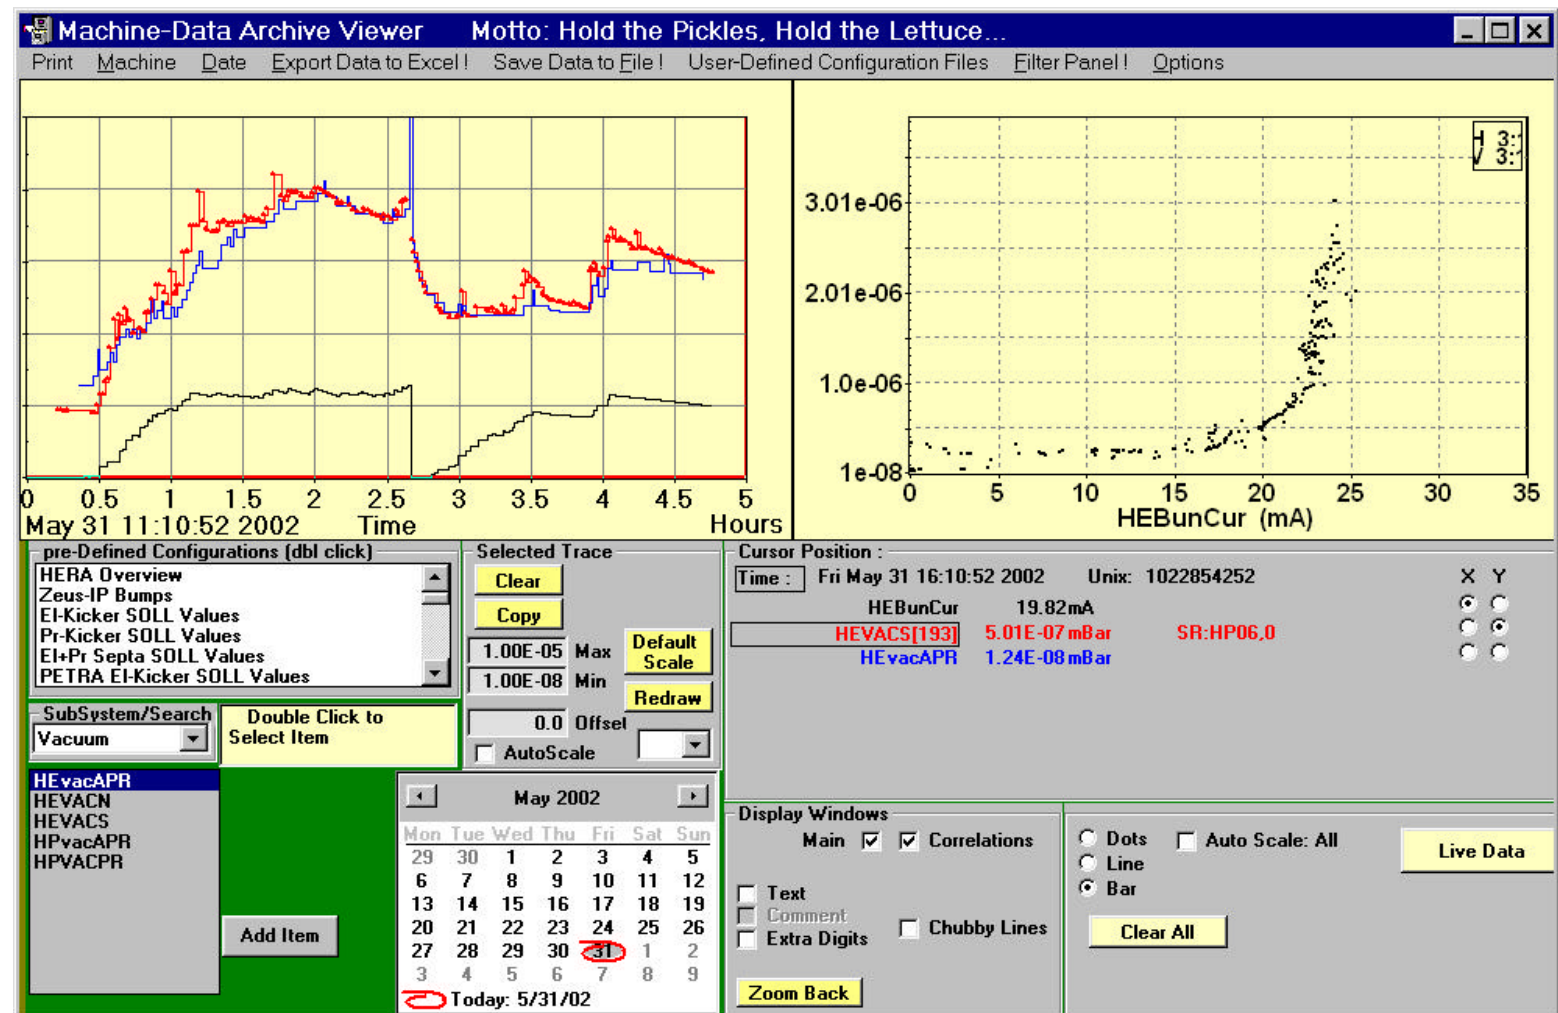 Machine-Data Archive Viewer Motto: Hold the Pickles, Hold the Lettuce...
Print Machine Date Export Data to Excel! Save Data to File! User-Defined Configuration Files Filter Panel! Options
0 0.5 1 1.5 2 2.5 3 3.5 4 4.5 5
May 31 11:10:52 2002 Time Hours
H 3:
V 3:
3.01e-06
2.01e-06
1.0e-06
1e-08
0 5 10 15 20 25 30 35
HEBunCur (mA)
pre-Defined Configurations (dbl click)
HERA Overview
Zeus-IP Bumps
El-Kicker SOLL Values
Pr-Kicker SOLL Values
El+Pr Septa SOLL Values
PETRA El-Kicker SOLL Values
Selected Trace
Clear
Copy
1.00E-05 Max
1.00E-08 Min
Default
Scale
Redraw
0.0 Offset
AutoScale
Cursor Position :
Time : Fri May 31 16:10:52 2002 Unix: 1022854252 X Y
HEBunCur 19.82mA
HEVACS[193] 5.01E-07 mBar SR:HP06,0
HEvacAPR 1.24E-08 mBar
SubSystem/Search
Vacuum
Double Click to
Select Item
HEvacAPR
HEVACN
HEVACS
HPvacAPR
HPVACPR
Add Item
May 2002
Mon Tue Wed Thu Fri Sat Sun
29 30 1 2 3 4 5
6 7 8 9 10 11 12
13 14 15 16 17 18 19
20 21 22 23 24 25 26
27 28 29 30 31 1 2
3 4 5 6 7 8 9
Today: 5/31/02
Display Windows
Main Correlations
Text
Comment
Extra Digits
Chubby Lines
Zoom Back
Dots
Line
Bar
Auto Scale: All
Clear All
Live Data